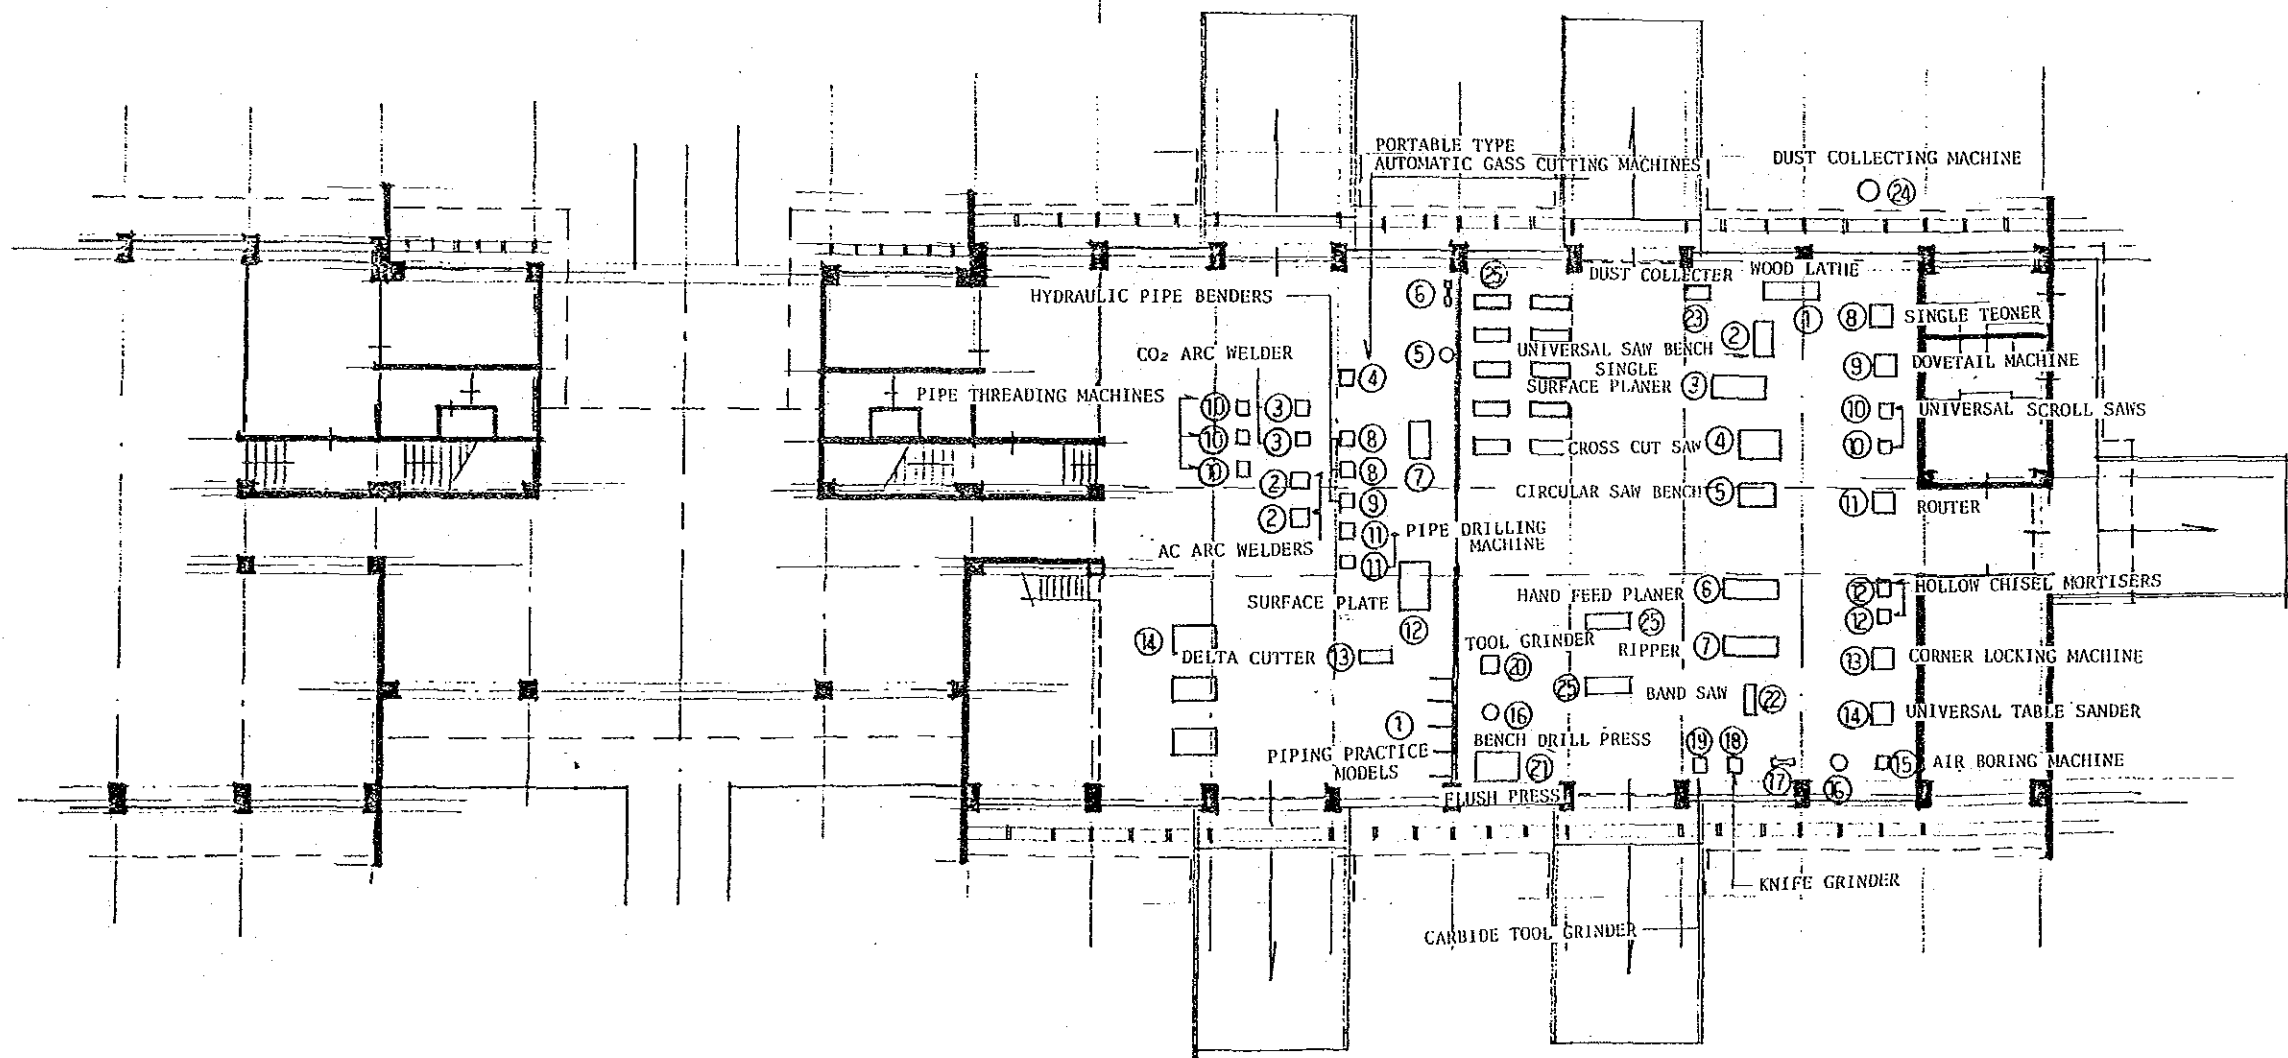 PORTABLE TYPE
AUTOMATIC GASS CUTTING MACHINES
DUST COLLECTING MACHINE
24
HYDRAULIC PIPE BENDERS
6
25
DUST COLLECTER
WOOD LATHE
23
1
2
8
SINGLE TEONER
CO2 ARC WELDER
5
UNIVERSAL SAW BENCH
9
DOVETAIL MACHINE
4
SINGLE
SURFACE PLANER
3
PIPE THREADING MACHINES
10
3
10
UNIVERSAL SCROLL SAWS
10
3
8
CROSS CUT SAW
4
10
10
2
8
7
CIRCULAR SAW BENCH
5
9
11
ROUTER
2
AC ARC WELDERS
11
PIPE DRILLING
MACHINE
11
SURFACE PLATE
12
HAND FEED PLANER
6
12
HOLLOW CHISEL MORTISERS
12
25
14
DELTA CUTTER
13
TOOL GRINDER
20
RIPPER
7
13
CORNER LOCKING MACHINE
25
BAND SAW
22
14
UNIVERSAL TABLE SANDER
1
PIPING PRACTICE
MODELS
16
BENCH DRILL PRESS
21
FLUSH PRESS
19
18
17
16
15
AIR BORING MACHINE
KNIFE GRINDER
CARBIDE TOOL GRINDER